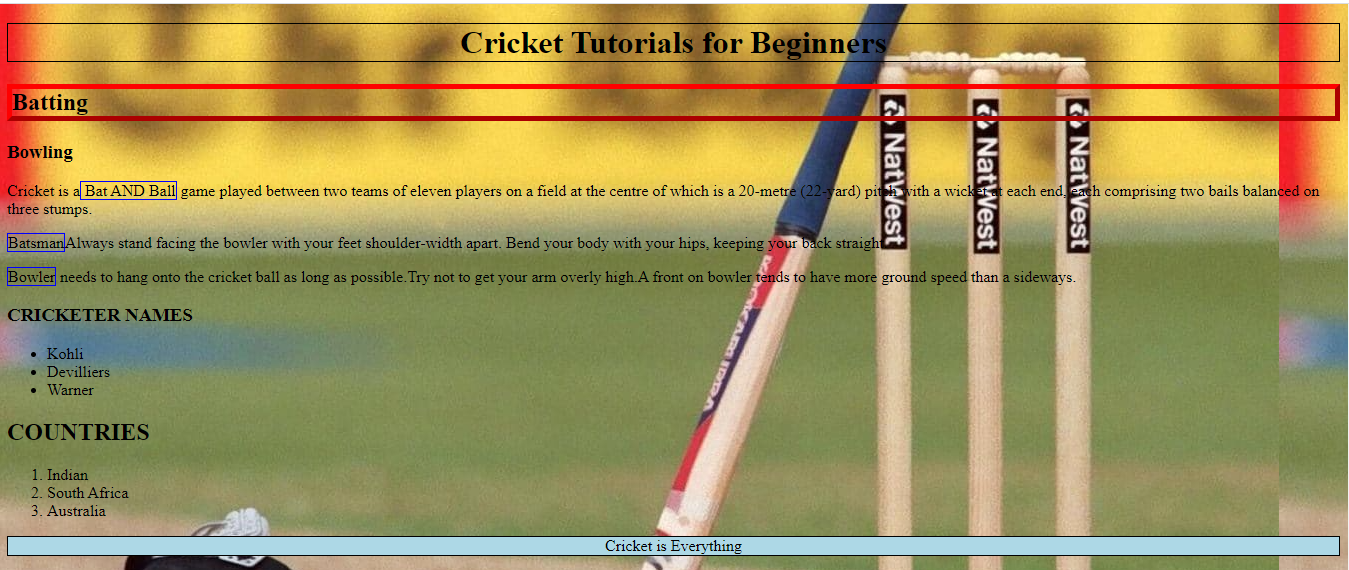 Cricket Tutorials for Beginners
Batting
Bowling
Cricket is a Bat AND Ball game played between two teams of eleven players on a field at the centre of which is a 20-metre (22-yard) pitch with a wicket at each end, each comprising two bails balanced on
three stumps.
BatsmanAlways stand facing the bowler with your feet shoulder-width apart. Bend your body with your hips, keeping your back straight.
Bowler needs to hang onto the cricket ball as long as possible.Try not to get your arm overly high.A front on bowler tends to have more ground speed than a sideways.
CRICKETER NAMES
• Kohli
• Devilliers
• Warner
COUNTRIES
1. Indian
2. South Africa
3. Australia
Cricket is Everything
NatWest
NatWest
NatWest